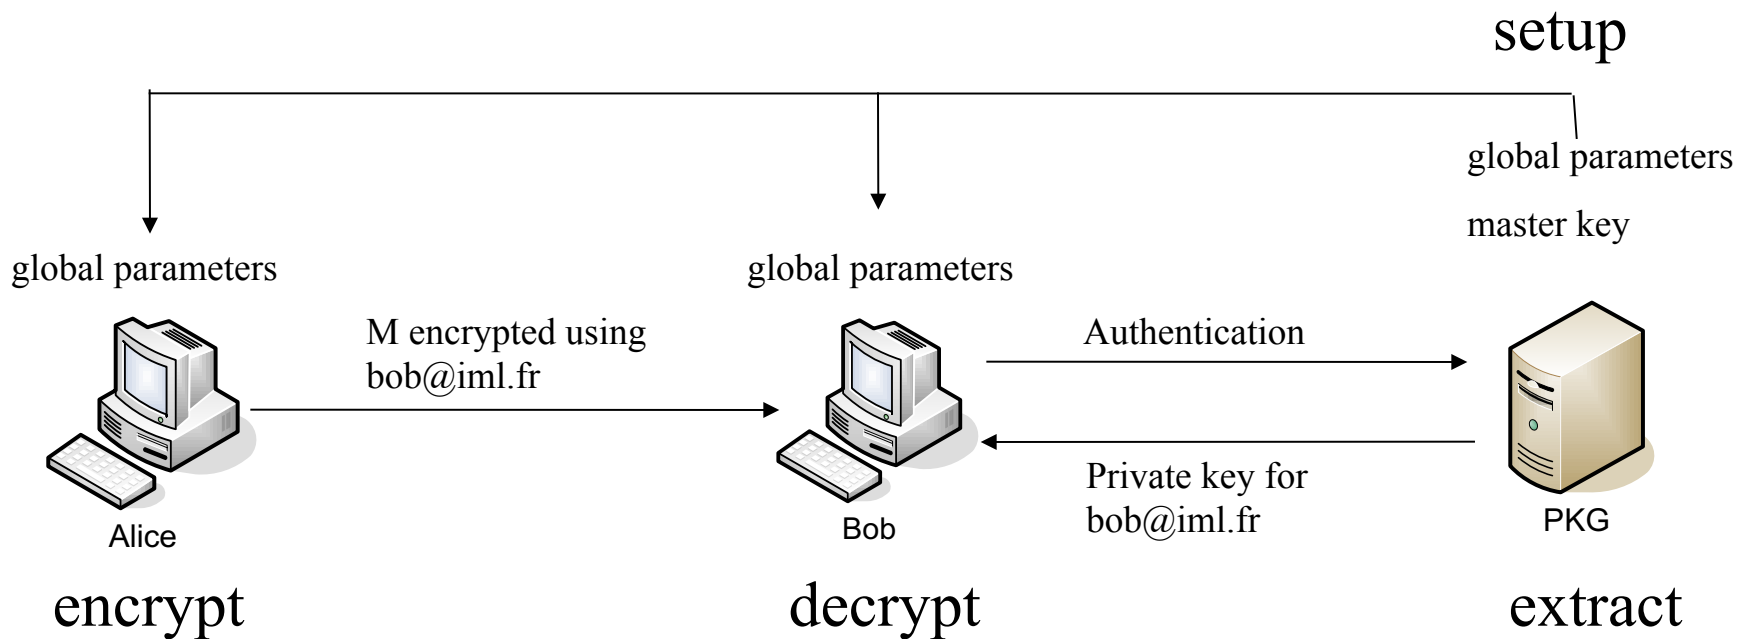 setup
global parameters
master key
global parameters
global parameters
M encrypted using
bob@iml.fr
Authentication
Private key for
bob@iml.fr
Alice
Bob
PKG
encrypt
decrypt
extract